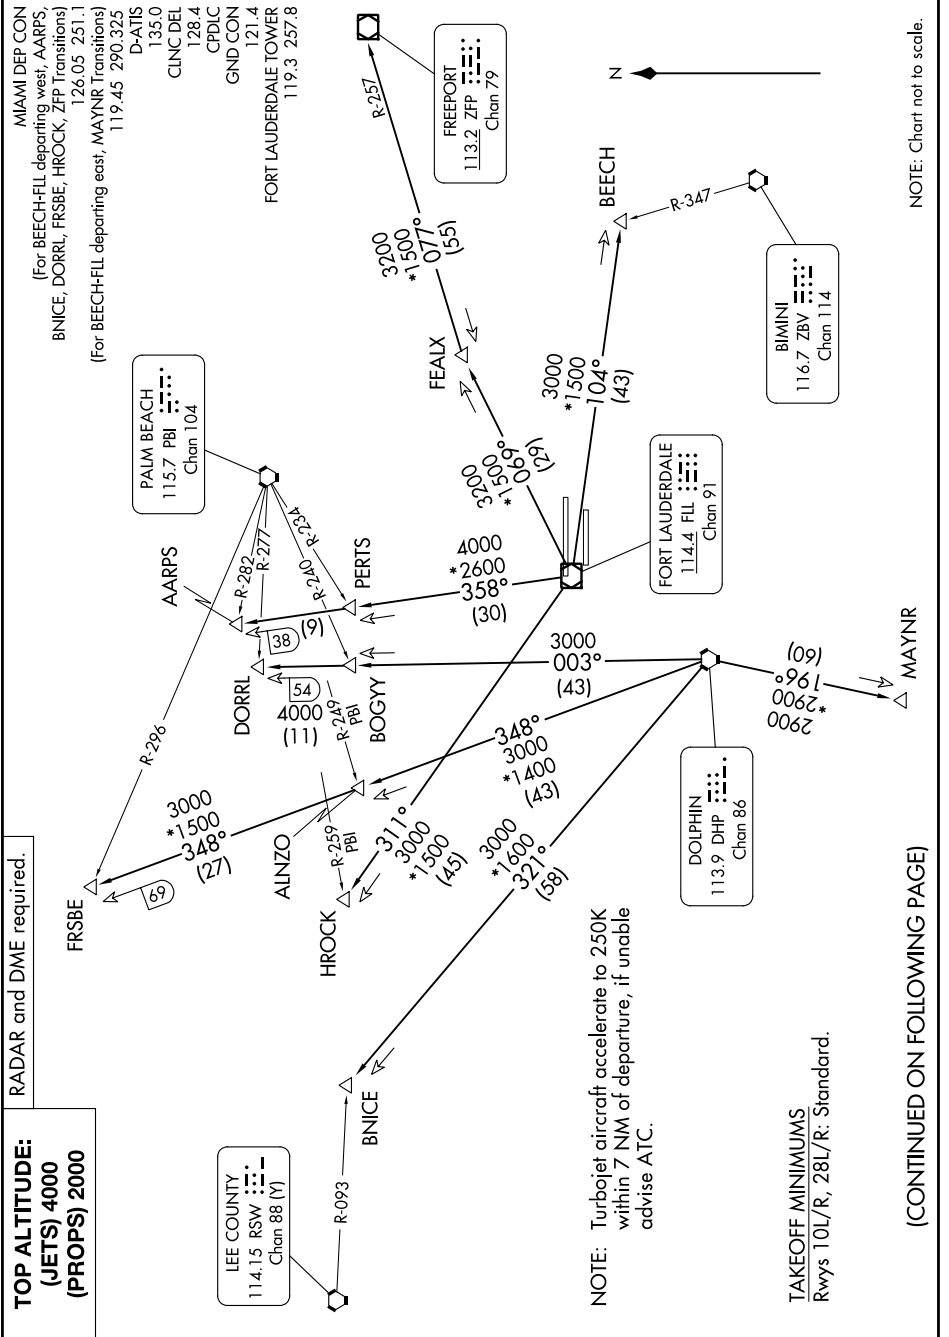 TOP ALTITUDE:
(JETS) 4000
(PROPS) 2000
RADAR and DME required.
MIAMI DEP CON
(For BEECH-FLL departing west, AARPS,
BNICE, DORRL, FRSBE, HROCK, ZFP Transitions)
126.05 251.1
(For BEECH-FLL departing east, MAYNR Transitions)
119.45 290.325
D-ATIS
135.0
CLNC DEL
128.4
CPDLC
GND CON
121.4
FORT LAUDERDALE TOWER
119.3 257.8
FRSBE
69
R-296
3000
*1500
348°
(27)
LEE COUNTY
114.15 RSW
Chan 88 (Y)
R-093
BNICE
HROCK
R-259
PBI
ALNZO
R-249
PBI
DORRL
54
4000
(11)
BOGYY
AARPS
38
(9)
PERTS
R-282
R-277
R-240
R-234
PALM BEACH
115.7 PBI
Chan 104
311°
3000
*1500
(45)
3000
*1600
321°
(58)
348°
3000
*1400
(43)
3000
003°
(43)
4000
*2600
358°
(30)
3200
*1500
069°
(29)
FEALX
3200
*1500
077°
(55)
R-257
FREEPORT
113.2 ZFP
Chan 79
N
3000
*1500
104°
(43)
BEECH
R-347
BIMINI
116.7 ZBV
Chan 114
FORT LAUDERDALE
114.4 FLL
Chan 91
DOLPHIN
113.9 DHP
Chan 86
2900
*2900
196°
(60)
MAYNR
NOTE: Turbojet aircraft accelerate to 250K
within 7 NM of departure, if unable
advise ATC.
TAKEOFF MINIMUMS
Rwys 10L/R, 28L/R: Standard.
NOTE: Chart not to scale.
(CONTINUED ON FOLLOWING PAGE)